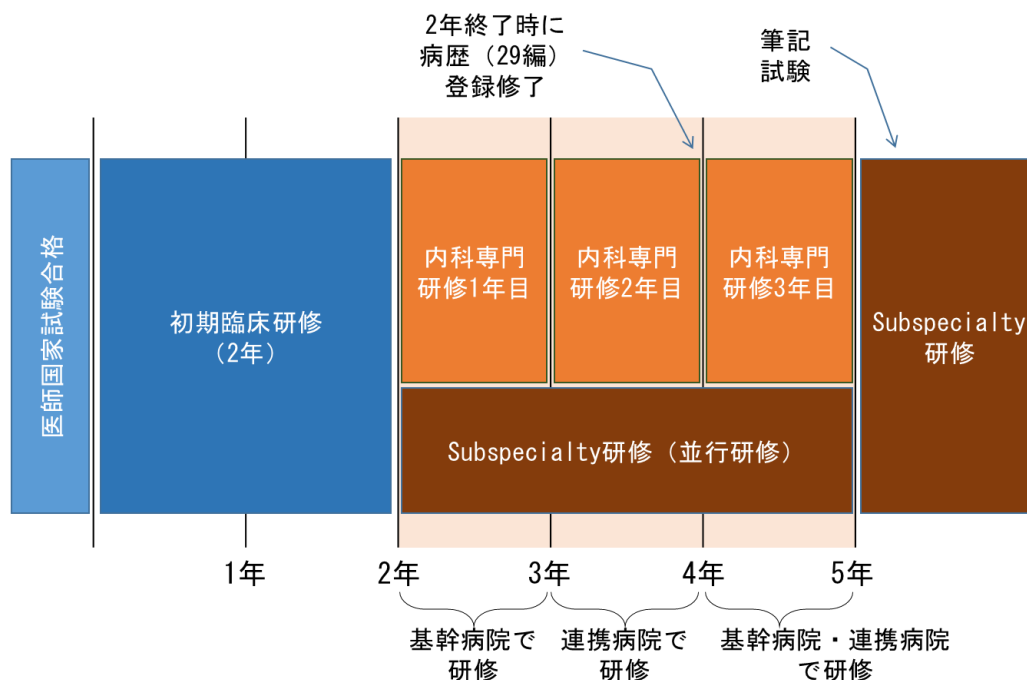 2年終了時に
病歴（29編）
登録修了
筆記
試験
医師国家試験合格
初期臨床研修
（2年）
内科専門
研修1年目
内科専門
研修2年目
内科専門
研修3年目
Subspecialty
研修
Subspecialty研修（並行研修）
1年
2年
3年
4年
5年
基幹病院で
研修
連携病院で
研修
基幹病院・連携病院
で研修